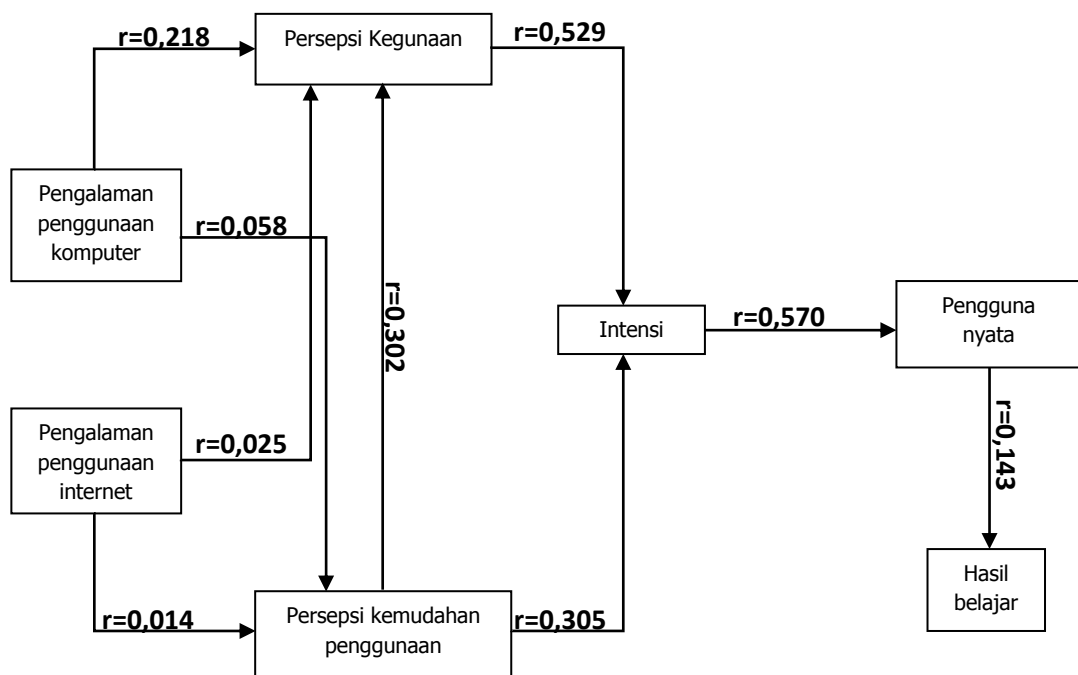 r=0,218
Persepsi Kegunaan
r=0,529
Pengalaman
penggunaan
komputer
r=0,058
r=0,302
Intensi
r=0,570
Pengguna
nyata
Pengalaman
penggunaan
internet
r=0,025
r=0,143
r=0,014
Persepsi kemudahan
penggunaan
r=0,305
Hasil
belajar